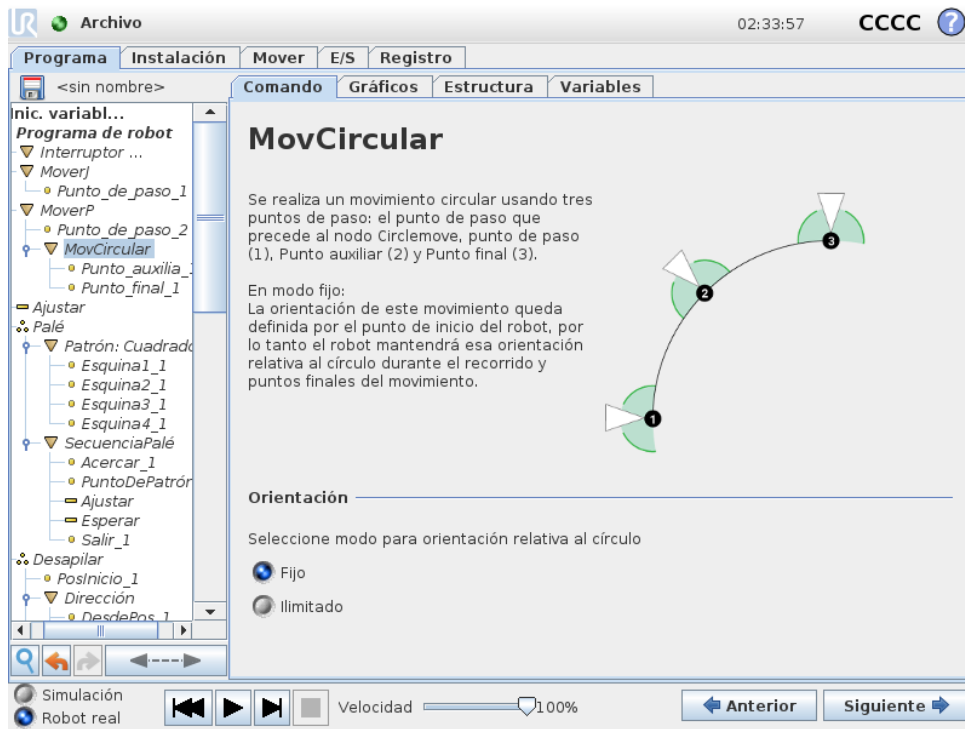 UR Archivo 02:33:57 CCCC ?
Programa Instalación Mover E/S Registro
<sin nombre>
Comando Gráficos Estructura Variables
Inic. variabl...
Programa de robot
Interruptor ...
MoverJ
Punto_de_paso_1
MoverP
Punto_de_paso_2
MovCircular
Punto_auxilia_
Punto_final_1
Ajustar
Palé
Patrón: Cuadrado
Esquina1_1
Esquina2_1
Esquina3_1
Esquina4_1
SecuenciaPalé
Acercar_1
PuntoDePatrón
Ajustar
Esperar
Salir_1
Desapilar
PosInicio_1
Dirección
DesdePos_1
MovCircular
Se realiza un movimiento circular usando tres
puntos de paso: el punto de paso que
precede al nodo Circlemove, punto de paso
(1), Punto auxiliar (2) y Punto final (3).
En modo fijo:
La orientación de este movimiento queda
definida por el punto de inicio del robot, por
lo tanto el robot mantendrá esa orientación
relativa al círculo durante el recorrido y
puntos finales del movimiento.
3
2
1
Orientación
Seleccione modo para orientación relativa al círculo
Fijo
Ilimitado
Simulación
Robot real
Velocidad 100%
Anterior Siguiente